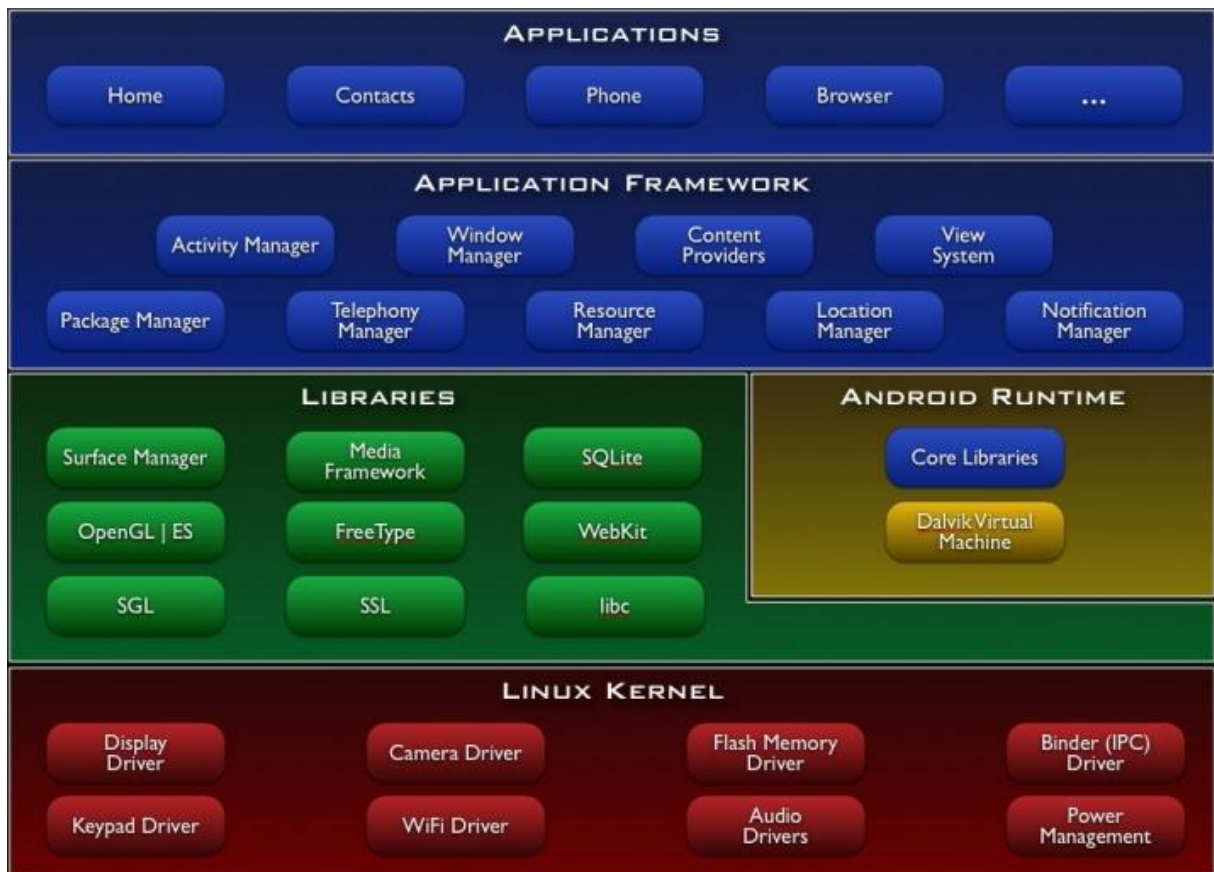 APPLICATIONS
Home
Contacts
Phone
Browser
...
APPLICATION FRAMEWORK
Activity Manager
Window
Manager
Content
Providers
View
System
Package Manager
Telephony
Manager
Resource
Manager
Location
Manager
Notification
Manager
LIBRARIES
Surface Manager
Media
Framework
SQLite
OpenGL | ES
FreeType
WebKit
SGL
SSL
libc
ANDROID RUNTIME
Core Libraries
Dalvik Virtual
Machine
LINUX KERNEL
Display
Driver
Camera Driver
Flash Memory
Driver
Binder (IPC)
Driver
Keypad Driver
WiFi Driver
Audio
Drivers
Power
Management